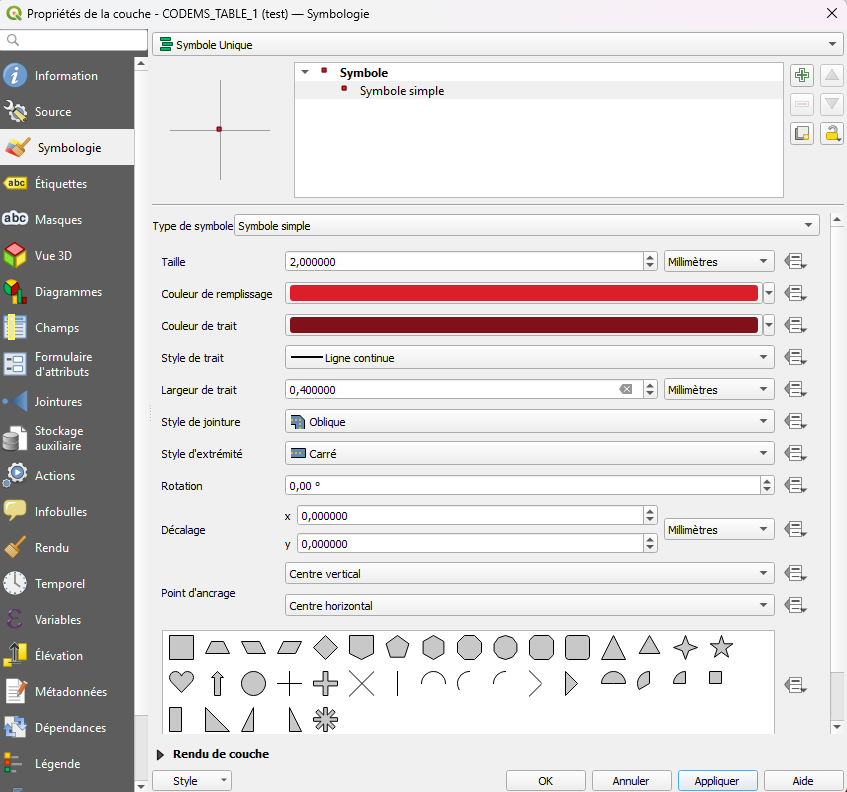 Propriétés de la couche - CODEMS_TABLE_1 (test) — Symbologie
Symbole Unique
Information
Source
Symbologie
abc Étiquettes
abc Masques
Vue 3D
Diagrammes
Champs
Formulaire
d'attributs
Jointures
Stockage
auxiliaire
Actions
Infobulles
Rendu
Temporel
ε Variables
Élévation
Métadonnées
Dépendances
Légende
Symbole
Symbole simple
Type de symbole Symbole simple
Taille 2,000000 Millimètres
Couleur de remplissage
Couleur de trait
Style de trait Ligne continue
Largeur de trait 0,400000 Millimètres
Style de jointure Oblique
Style d'extrémité Carré
Rotation 0,00 °
Décalage
x 0,000000
y 0,000000
Millimètres
Point d'ancrage
Centre vertical
Centre horizontal
Rendu de couche
Style OK Annuler Appliquer Aide